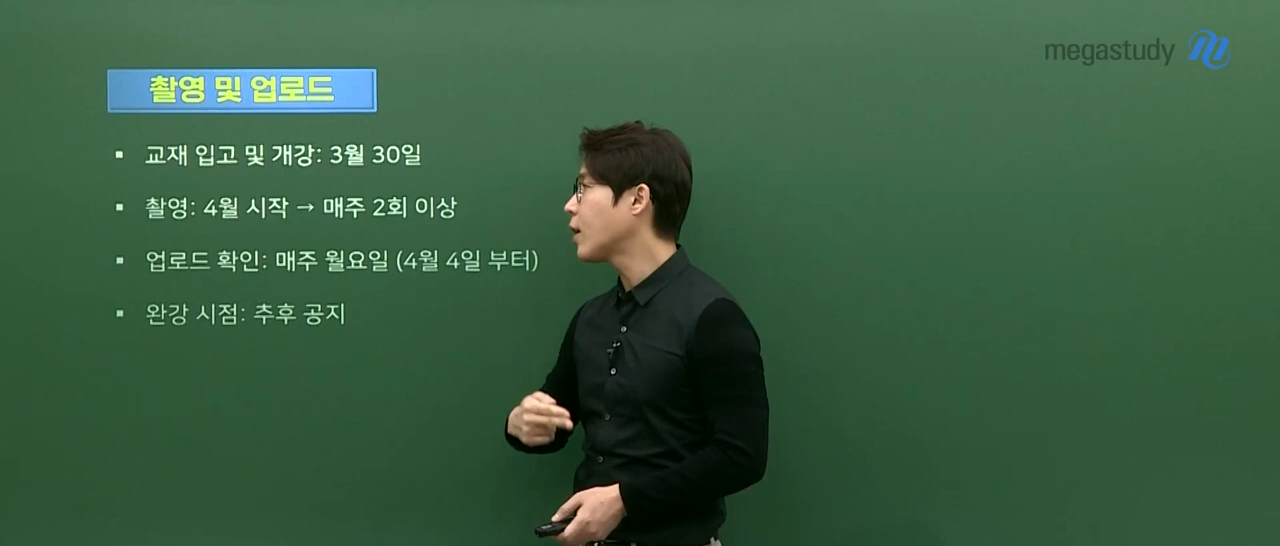 megastudy
촬영 및 업로드
▪ 교재 입고 및 개강: 3월 30일
▪ 촬영: 4월 시작 → 매주 2회 이상
▪ 업로드 확인: 매주 월요일 (4월 4일 부터)
▪ 완강 시점: 추후 공지